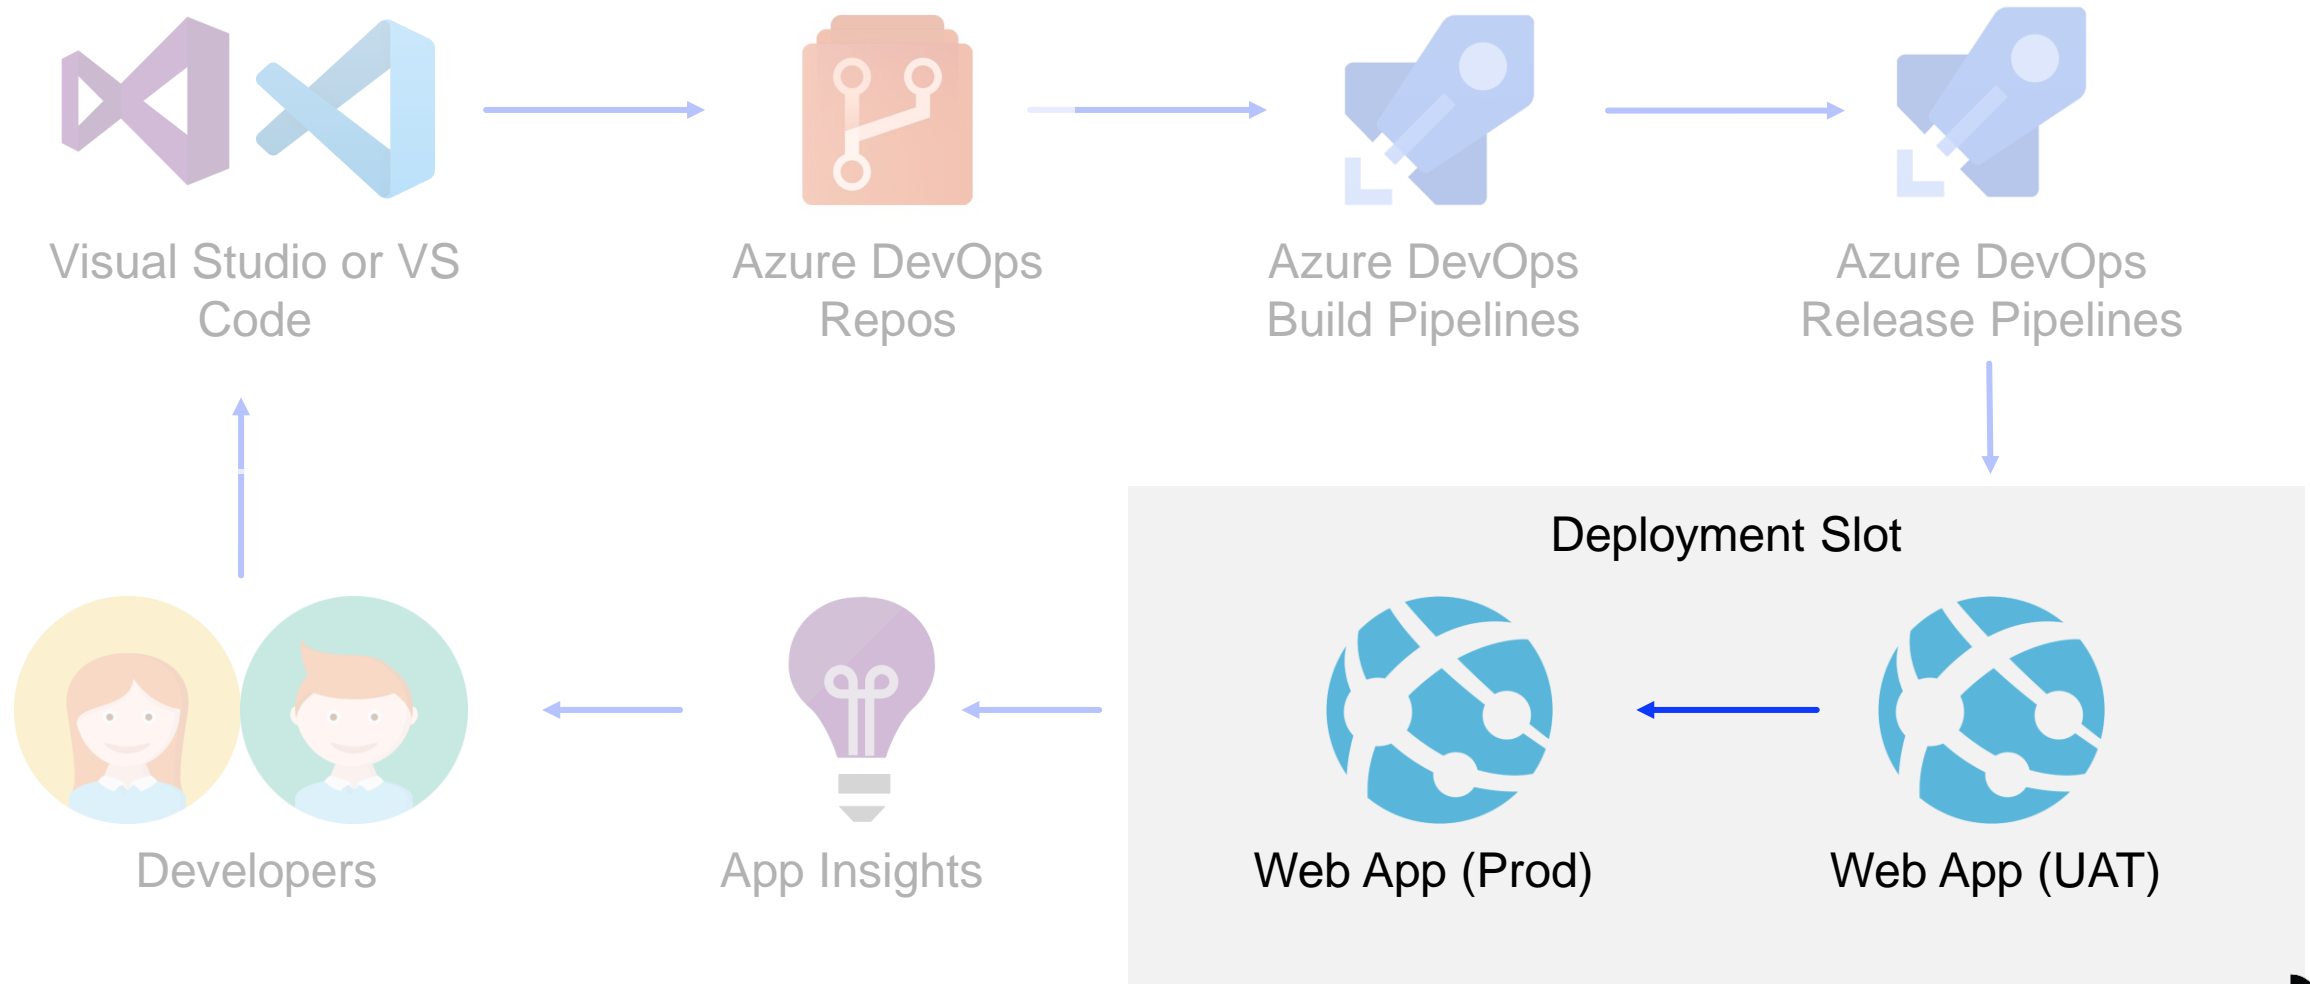 Visual Studio or VS
Code
Azure DevOps
Repos
Azure DevOps
Build Pipelines
Azure DevOps
Release Pipelines
Deployment Slot
Developers
App Insights
Web App (Prod)
Web App (UAT)